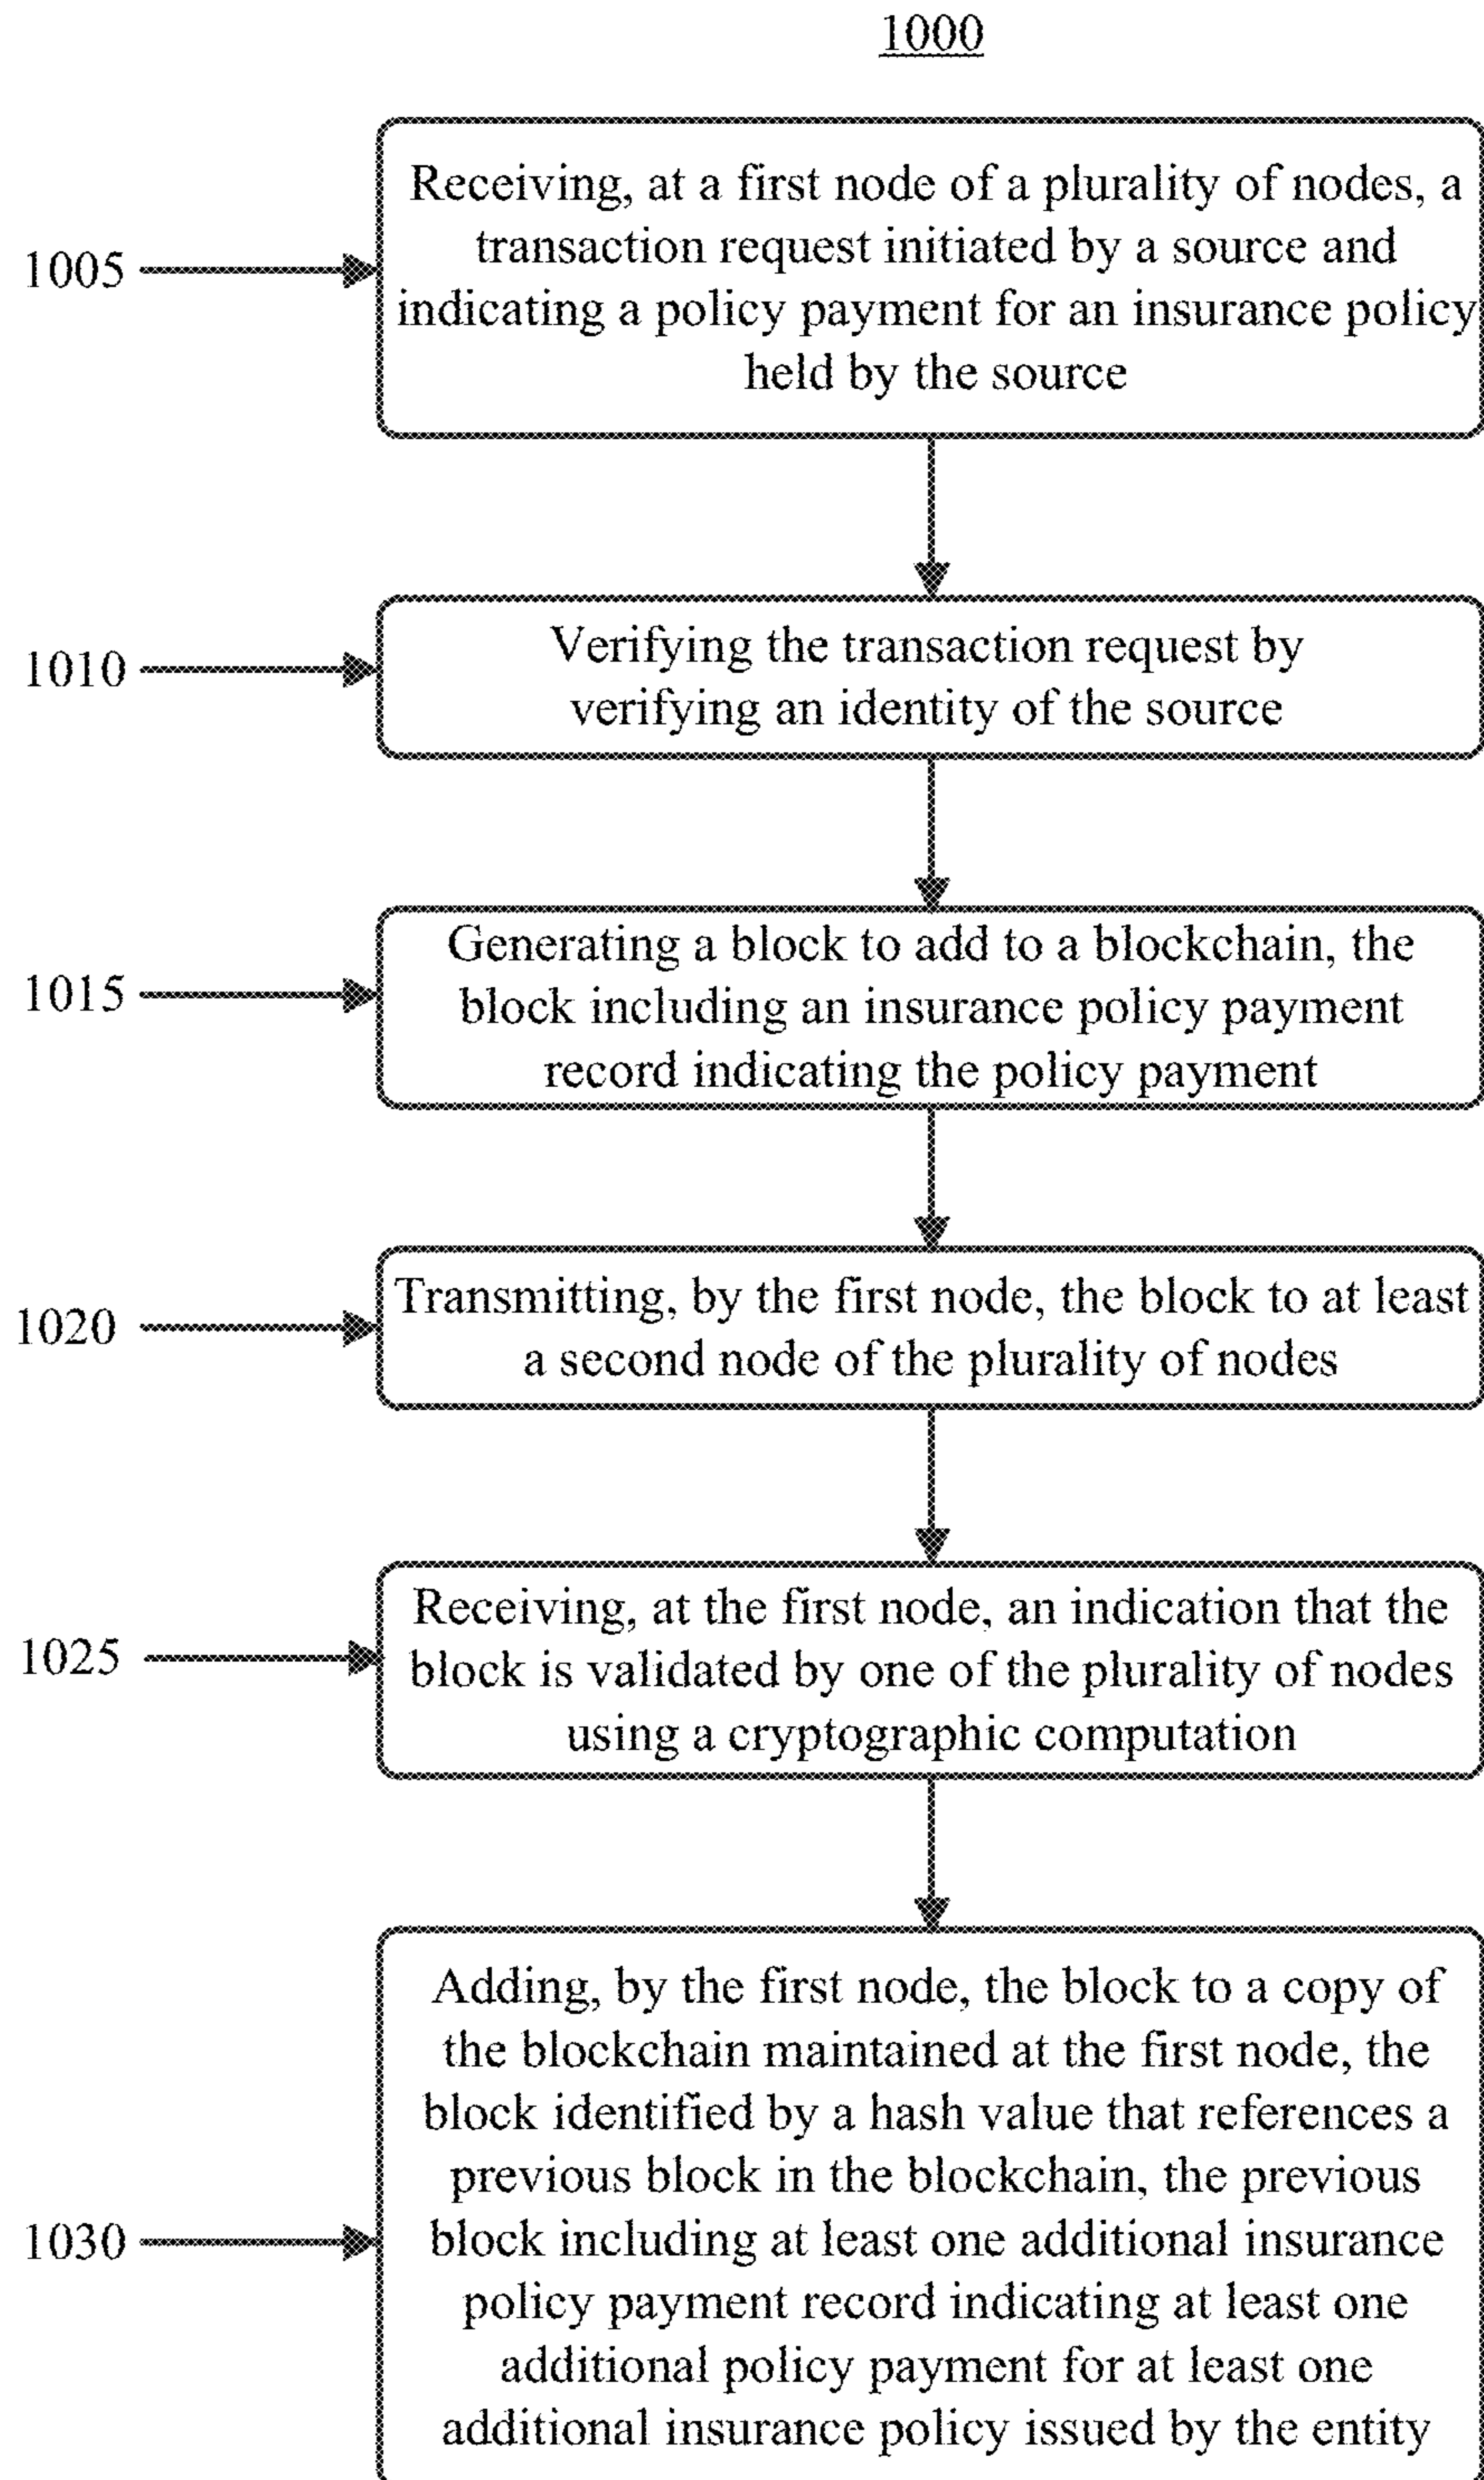 1000
Receiving, at a first node of a plurality of nodes, a
transaction request initiated by a source and
indicating a policy payment for an insurance policy
held by the source
1005
Verifying the transaction request by
verifying an identity of the source
1010
Generating a block to add to a blockchain, the
block including an insurance policy payment
record indicating the policy payment
1015
Transmitting, by the first node, the block to at least
a second node of the plurality of nodes
1020
Receiving, at the first node, an indication that the
block is validated by one of the plurality of nodes
using a cryptographic computation
1025
Adding, by the first node, the block to a copy of
the blockchain maintained at the first node, the
block identified by a hash value that references a
previous block in the blockchain, the previous
block including at least one additional insurance
policy payment record indicating at least one
additional policy payment for at least one
additional insurance policy issued by the entity
1030